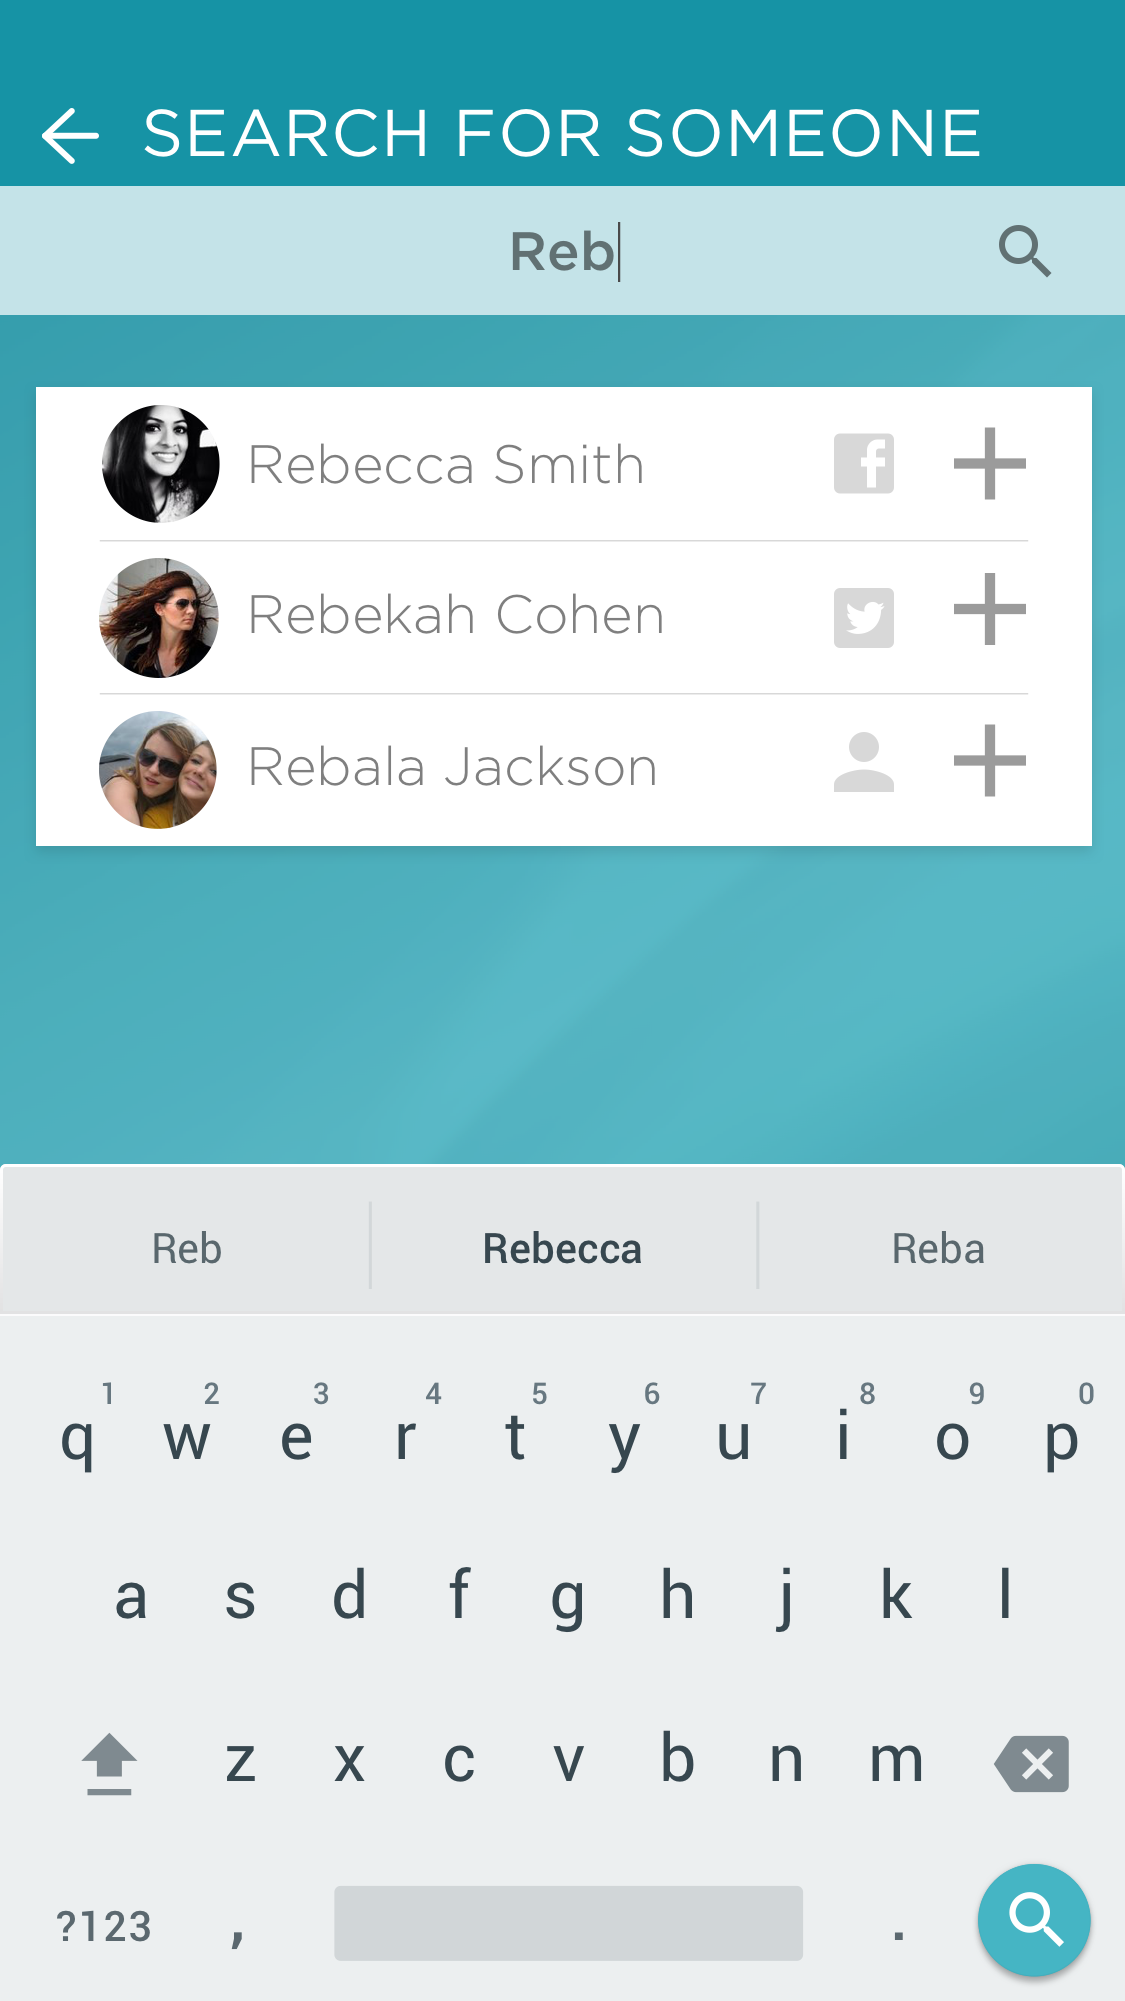 SEARCH FOR SOMEONE
Reb
Rebecca Smith
Rebekah Cohen
Rebala Jackson
Reb Rebecca Reba
1 2 3 4 5 6 7 8 9 0
q w e r t y u i o p
a s d f g h j k l
z x c v b n m
?123 , .